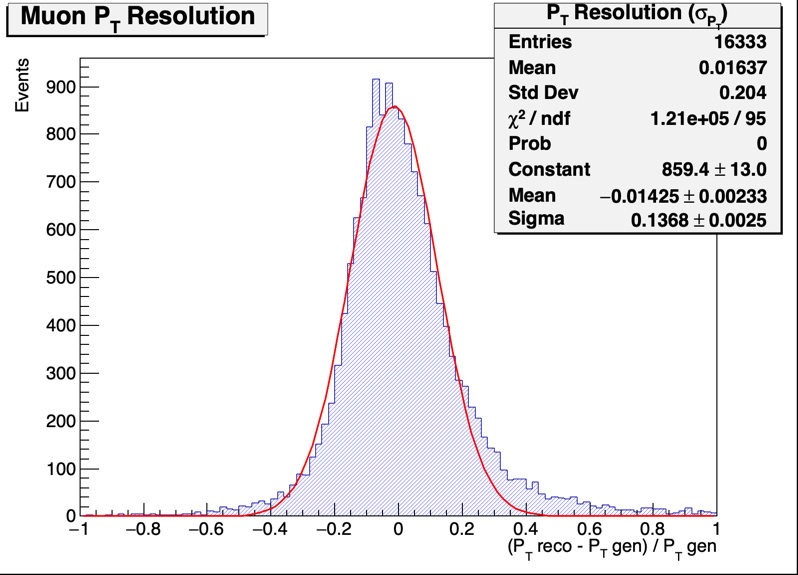 Muon P_T Resolution
P_T Resolution (σ_P_T)
Entries 16333
Mean 0.01637
Std Dev 0.204
χ² / ndf 1.21e+05 / 95
Prob 0
Constant 859.4 ± 13.0
Mean −0.01425 ± 0.00233
Sigma 0.1368 ± 0.0025
Events
900
800
700
600
500
400
300
200
100
0
−1 −0.8 −0.6 −0.4 −0.2 0 0.2 0.4 0.6 0.8 1
(P_T reco - P_T gen) / P_T gen